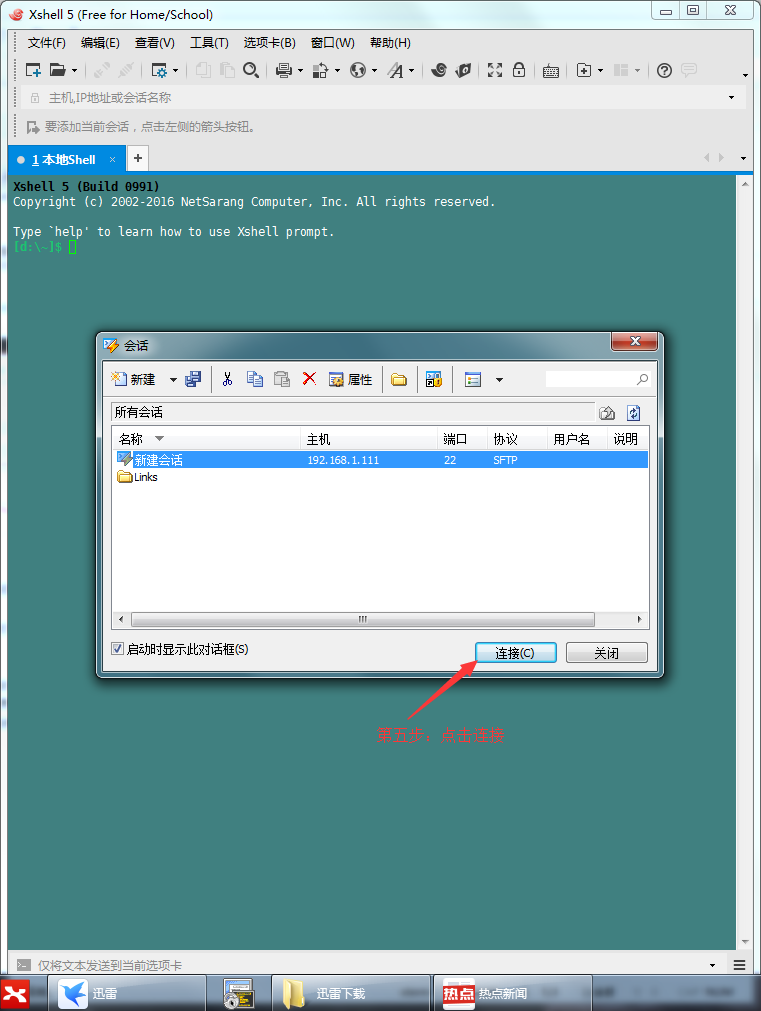 Xshell 5 (Free for Home/School)
文件(F) 编辑(E) 查看(V) 工具(T) 选项卡(B) 窗口(W) 帮助(H)
主机,IP地址或会话名称
要添加当前会话，点击左侧的箭头按钮。
1 本地Shell × +
Xshell 5 (Build 0991)
Copyright (c) 2002-2016 NetSarang Computer, Inc. All rights reserved.
Type `help' to learn how to use Xshell prompt.
[d:\~]$
会话
新建 属性
所有会话
名称 主机 端口 协议 用户名 说明
新建会话 192.168.1.111 22 SFTP
Links
启动时显示此对话框(S) 连接(C) 关闭
点击连接
仅将文本发送到当前选项卡
迅雷 迅雷下载 热点 热点新闻